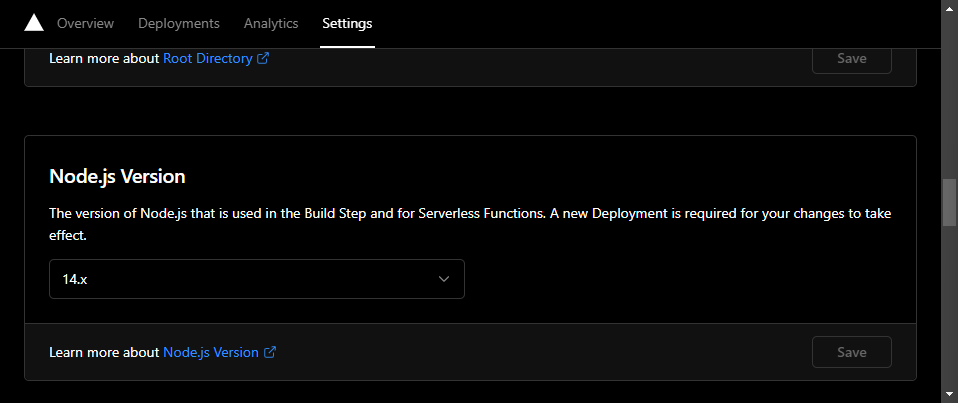 Overview Deployments Analytics Settings
Learn more about Root Directory Save
Node.js Version
The version of Node.js that is used in the Build Step and for Serverless Functions. A new Deployment is required for your changes to take
effect.
14.x
Learn more about Node.js Version Save